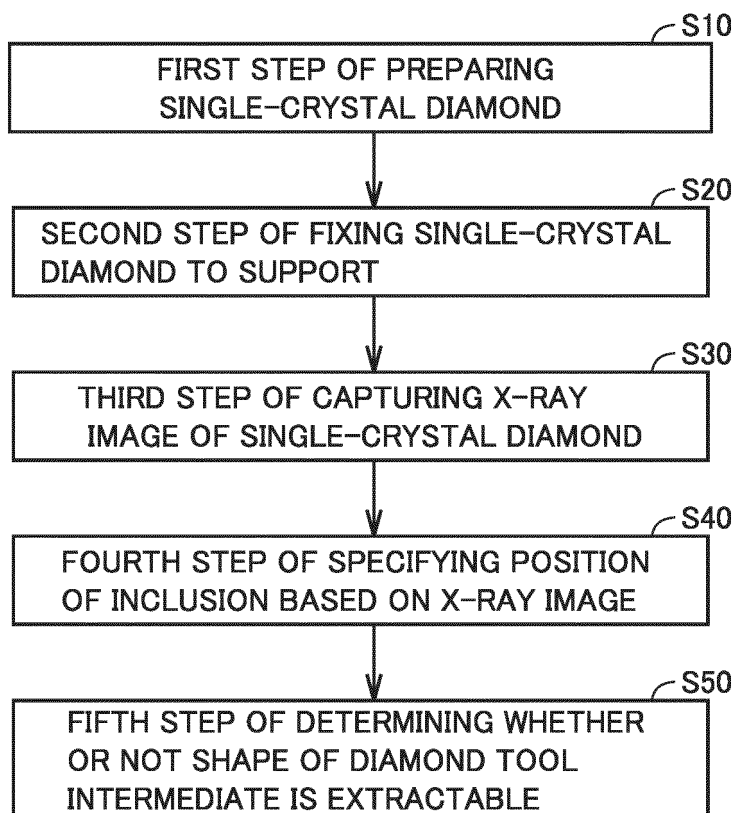 S10
FIRST STEP OF PREPARING
SINGLE-CRYSTAL DIAMOND
S20
SECOND STEP OF FIXING SINGLE-CRYSTAL
DIAMOND TO SUPPORT
S30
THIRD STEP OF CAPTURING X-RAY
IMAGE OF SINGLE-CRYSTAL DIAMOND
S40
FOURTH STEP OF SPECIFYING POSITION
OF INCLUSION BASED ON X-RAY IMAGE
S50
FIFTH STEP OF DETERMINING WHETHER
OR NOT SHAPE OF DIAMOND TOOL
INTERMEDIATE IS EXTRACTABLE